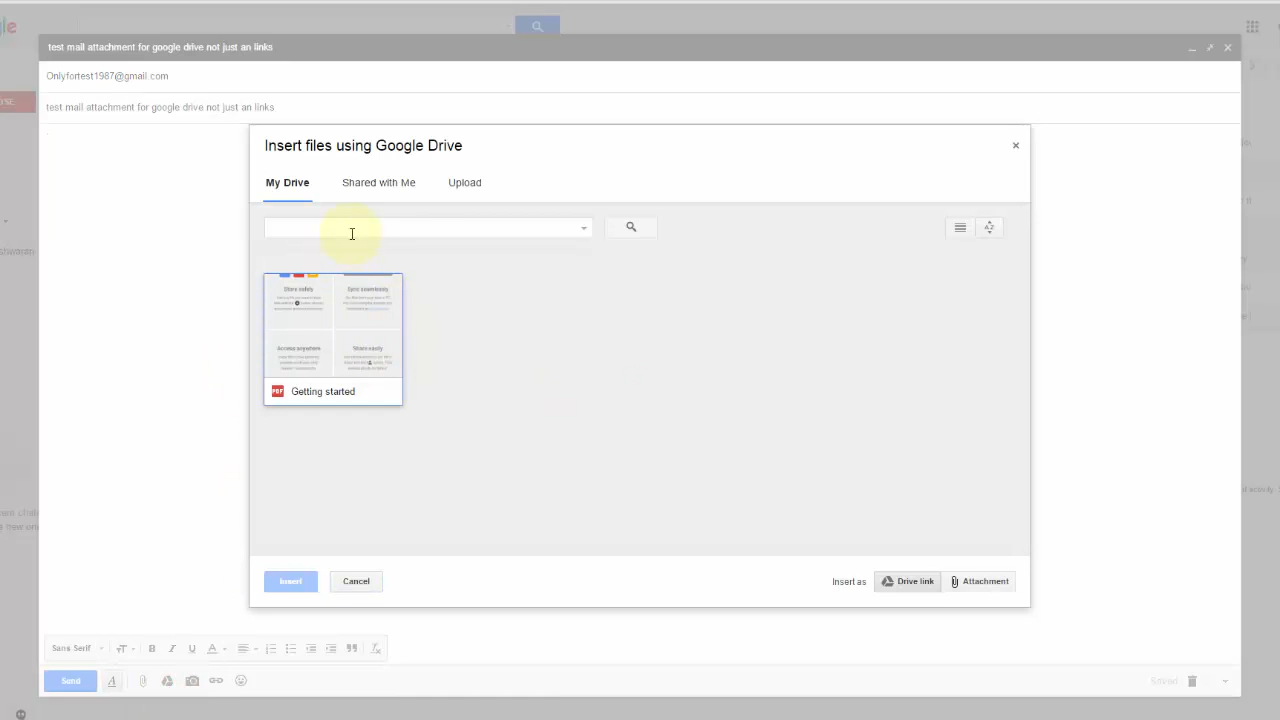 test mail attachment for google drive not just an links
Onlyfortest1987@gmail.com
test mail attachment for google drive not just an links
Insert files using Google Drive
My Drive Shared with Me Upload
Store safely Sync seamlessly
Access anywhere Share easily
PDF Getting started
Insert Cancel Insert as Drive link Attachment
Sans Serif
Send Saved